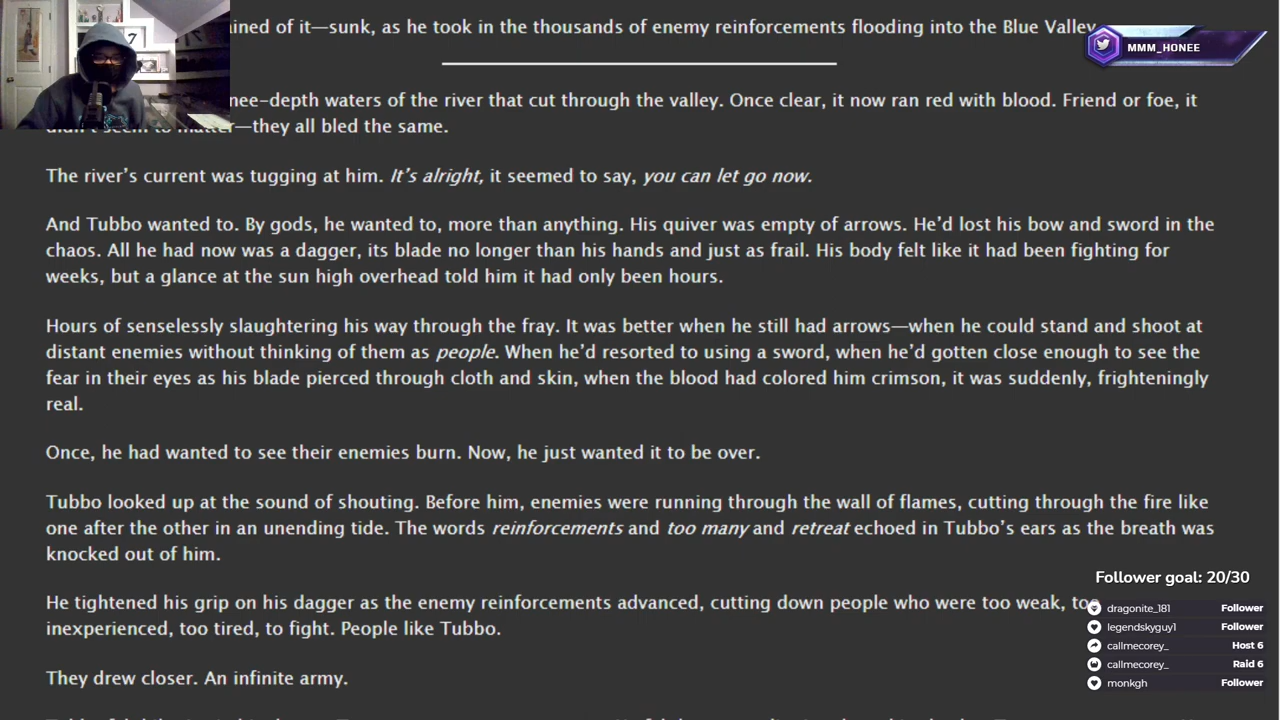 ained of it—sunk, as he took in the thousands of enemy reinforcements flooding into the Blue Valley
MMM_HONEE
7
nee-depth waters of the river that cut through the valley. Once clear, it now ran red with blood. Friend or foe, it
didn't seem to matter—they all bled the same.
The river's current was tugging at him. It's alright, it seemed to say, you can let go now.
And Tubbo wanted to. By gods, he wanted to, more than anything. His quiver was empty of arrows. He'd lost his bow and sword in the
chaos. All he had now was a dagger, its blade no longer than his hands and just as frail. His body felt like it had been fighting for
weeks, but a glance at the sun high overhead told him it had only been hours.
Hours of senselessly slaughtering his way through the fray. It was better when he still had arrows—when he could stand and shoot at
distant enemies without thinking of them as people. When he'd resorted to using a sword, when he'd gotten close enough to see the
fear in their eyes as his blade pierced through cloth and skin, when the blood had colored him crimson, it was suddenly, frighteningly
real.
Once, he had wanted to see their enemies burn. Now, he just wanted it to be over.
Tubbo looked up at the sound of shouting. Before him, enemies were running through the wall of flames, cutting through the fire like
one after the other in an unending tide. The words reinforcements and too many and retreat echoed in Tubbo's ears as the breath was
knocked out of him.
He tightened his grip on his dagger as the enemy reinforcements advanced, cutting down people who were too weak, too
inexperienced, too tired, to fight. People like Tubbo.
They drew closer. An infinite army.
Follower goal: 20/30
dragonite_181 Follower
legendskyguy1 Follower
callmecorey_ Host 6
callmecorey_ Raid 6
monkgh Follower